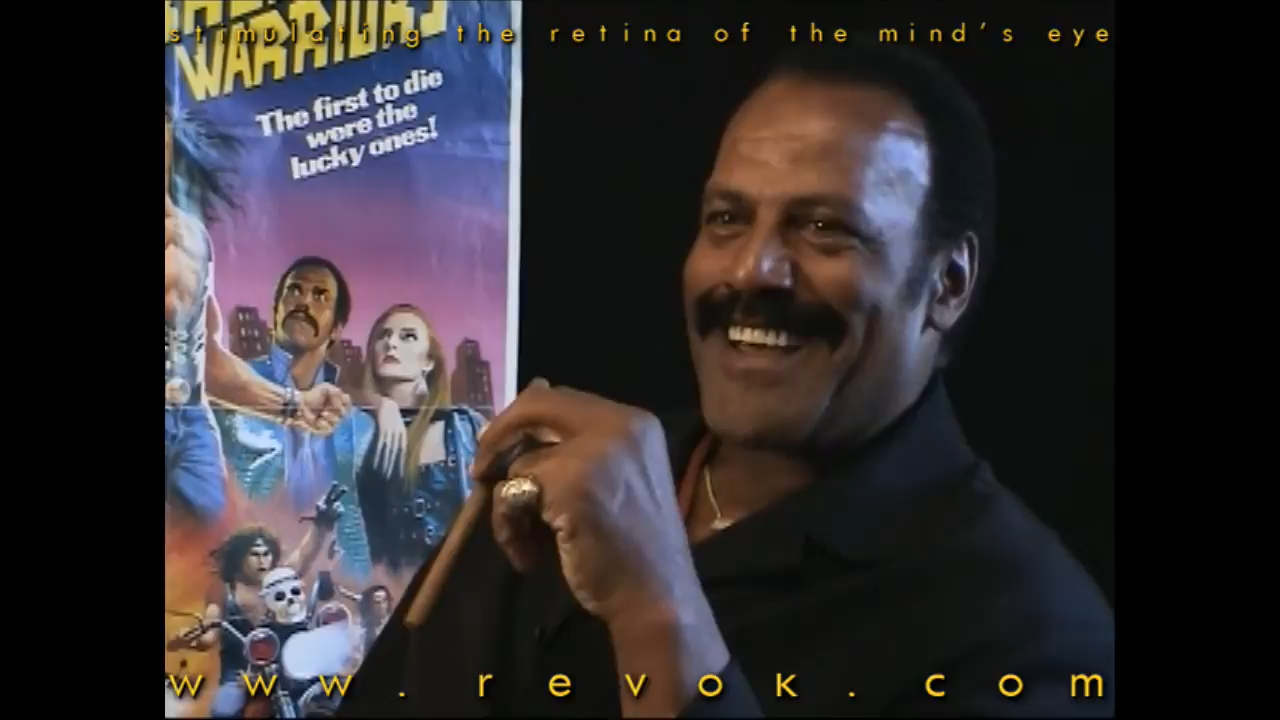 stimulating the retina of the mind's eye
WARRIORS
The first to die
were the
lucky ones!
www.revok.com